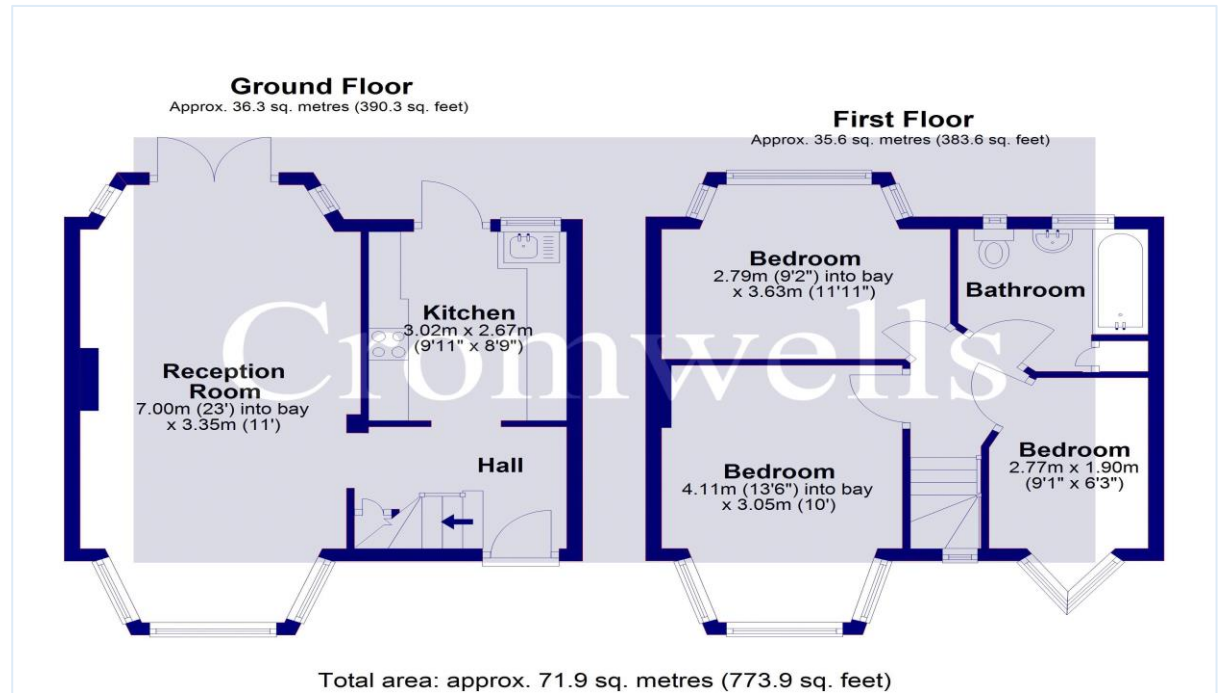 Ground Floor
Approx. 36.3 sq. metres (390.3 sq. feet)
First Floor
Approx. 35.6 sq. metres (383.6 sq. feet)
Bedroom
2.79m (9'2") into bay
x 3.63m (11'11")
Bathroom
Kitchen
3.02m x 2.67m
(9'11" x 8'9")
Cromwells
Reception
Room
7.00m (23') into bay
x 3.35m (11')
Hall
Bedroom
4.11m (13'6") into bay
x 3.05m (10')
Bedroom
2.77m x 1.90m
(9'1" x 6'3")
Total area: approx. 71.9 sq. metres (773.9 sq. feet)